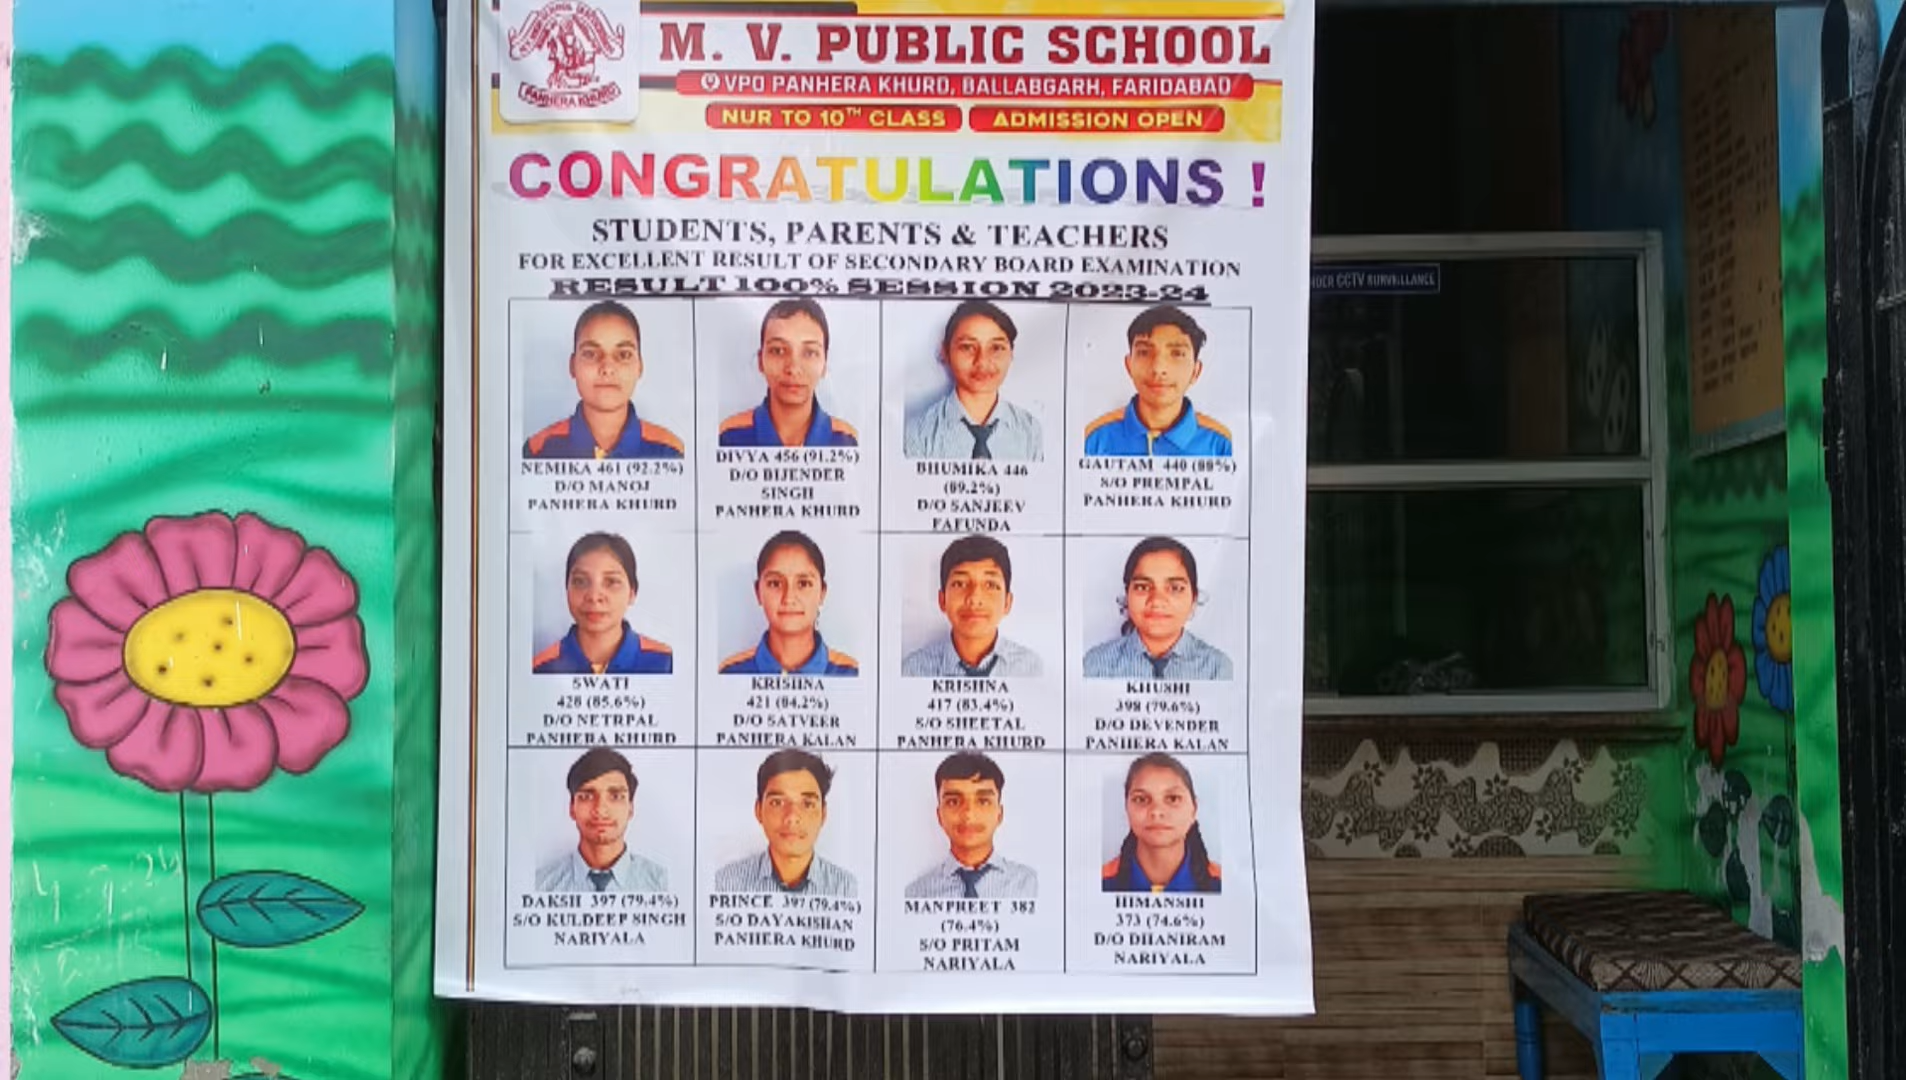 M. V. PUBLIC SCHOOL
VPO PANHERA KHURD, BALLABGARH, FARIDABAD
NUR TO 10TH CLASS ADMISSION OPEN
PANHERA KHURD
CONGRATULATIONS !
STUDENTS, PARENTS & TEACHERS
FOR EXCELLENT RESULT OF SECONDARY BOARD EXAMINATION
RESULT 100% SESSION 2023-24
NEMIKA 461 (92.2%)
D/O MANOJ
PANHERA KHURD
DIVYA 456 (91.2%)
D/O BIJENDER
SINGH
PANHERA KHURD
BHUMIKA 446
(89.2%)
D/O SANJEEV
FAFUNDA
GAUTAM 440 (88%)
S/O PREMPAL
PANHERA KHURD
SWATI
428 (85.6%)
D/O NETRPAL
PANHERA KHURD
KRISHNA
421 (84.2%)
D/O SATVEER
PANHERA KALAN
KRISHNA
417 (83.4%)
S/O SHEETAL
PANHERA KHURD
KHUSHI
398 (79.6%)
D/O DEVENDER
PANHERA KALAN
DAKSH 397 (79.4%)
S/O KULDEEP SINGH
NARIYALA
PRINCE 397 (79.4%)
S/O DAYAKISHAN
PANHERA KHURD
MANPREET 382
(76.4%)
S/O PRITAM
NARIYALA
HIMANSHI
373 (74.6%)
D/O DHANIRAM
NARIYALA
CCTV SURVEILLANCE